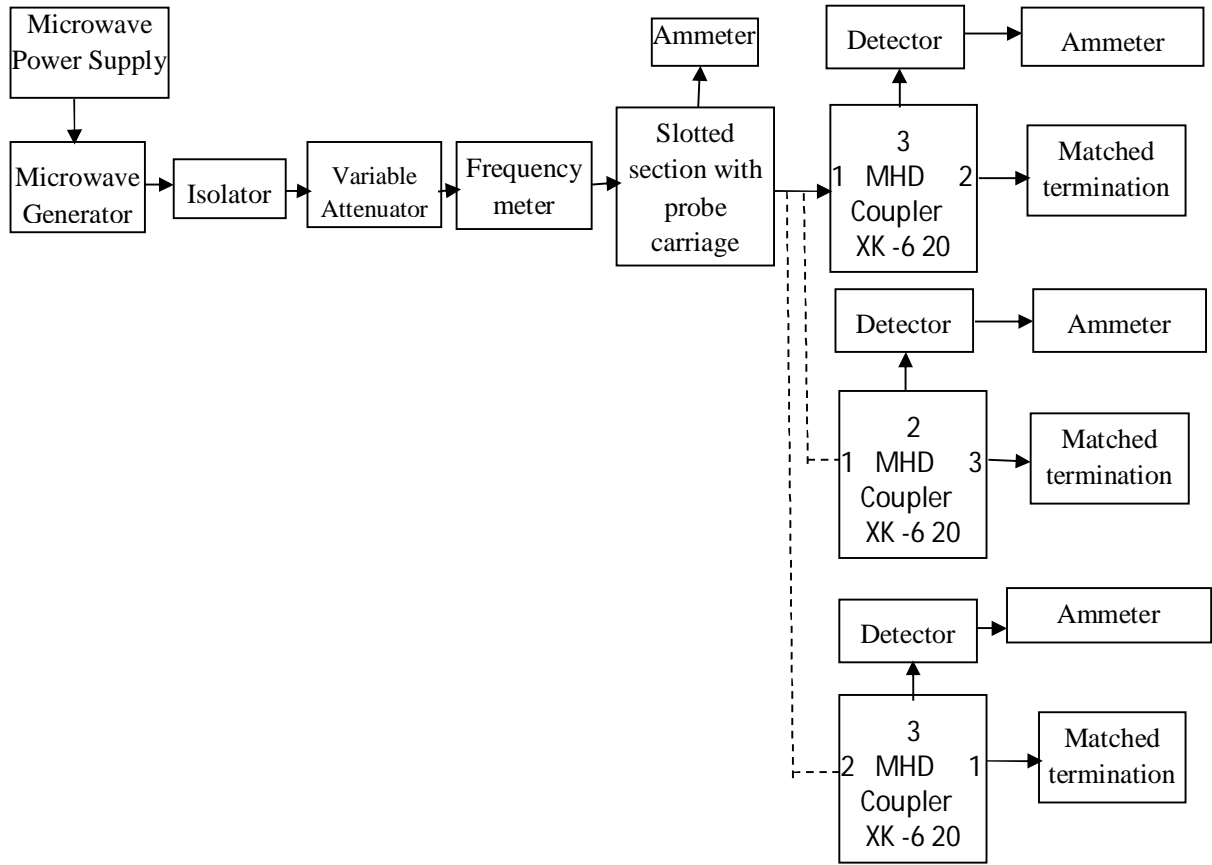 Microwave
Power Supply
Microwave
Generator
Isolator
Variable
Attenuator
Frequency
meter
Ammeter
Slotted
section with
probe
carriage
Detector
Ammeter
3
1 MHD 2
Coupler
XK -6 20
Matched
termination
Detector
Ammeter
2
1 MHD 3
Coupler
XK -6 20
Matched
termination
Detector
Ammeter
3
2 MHD 1
Coupler
XK -6 20
Matched
termination